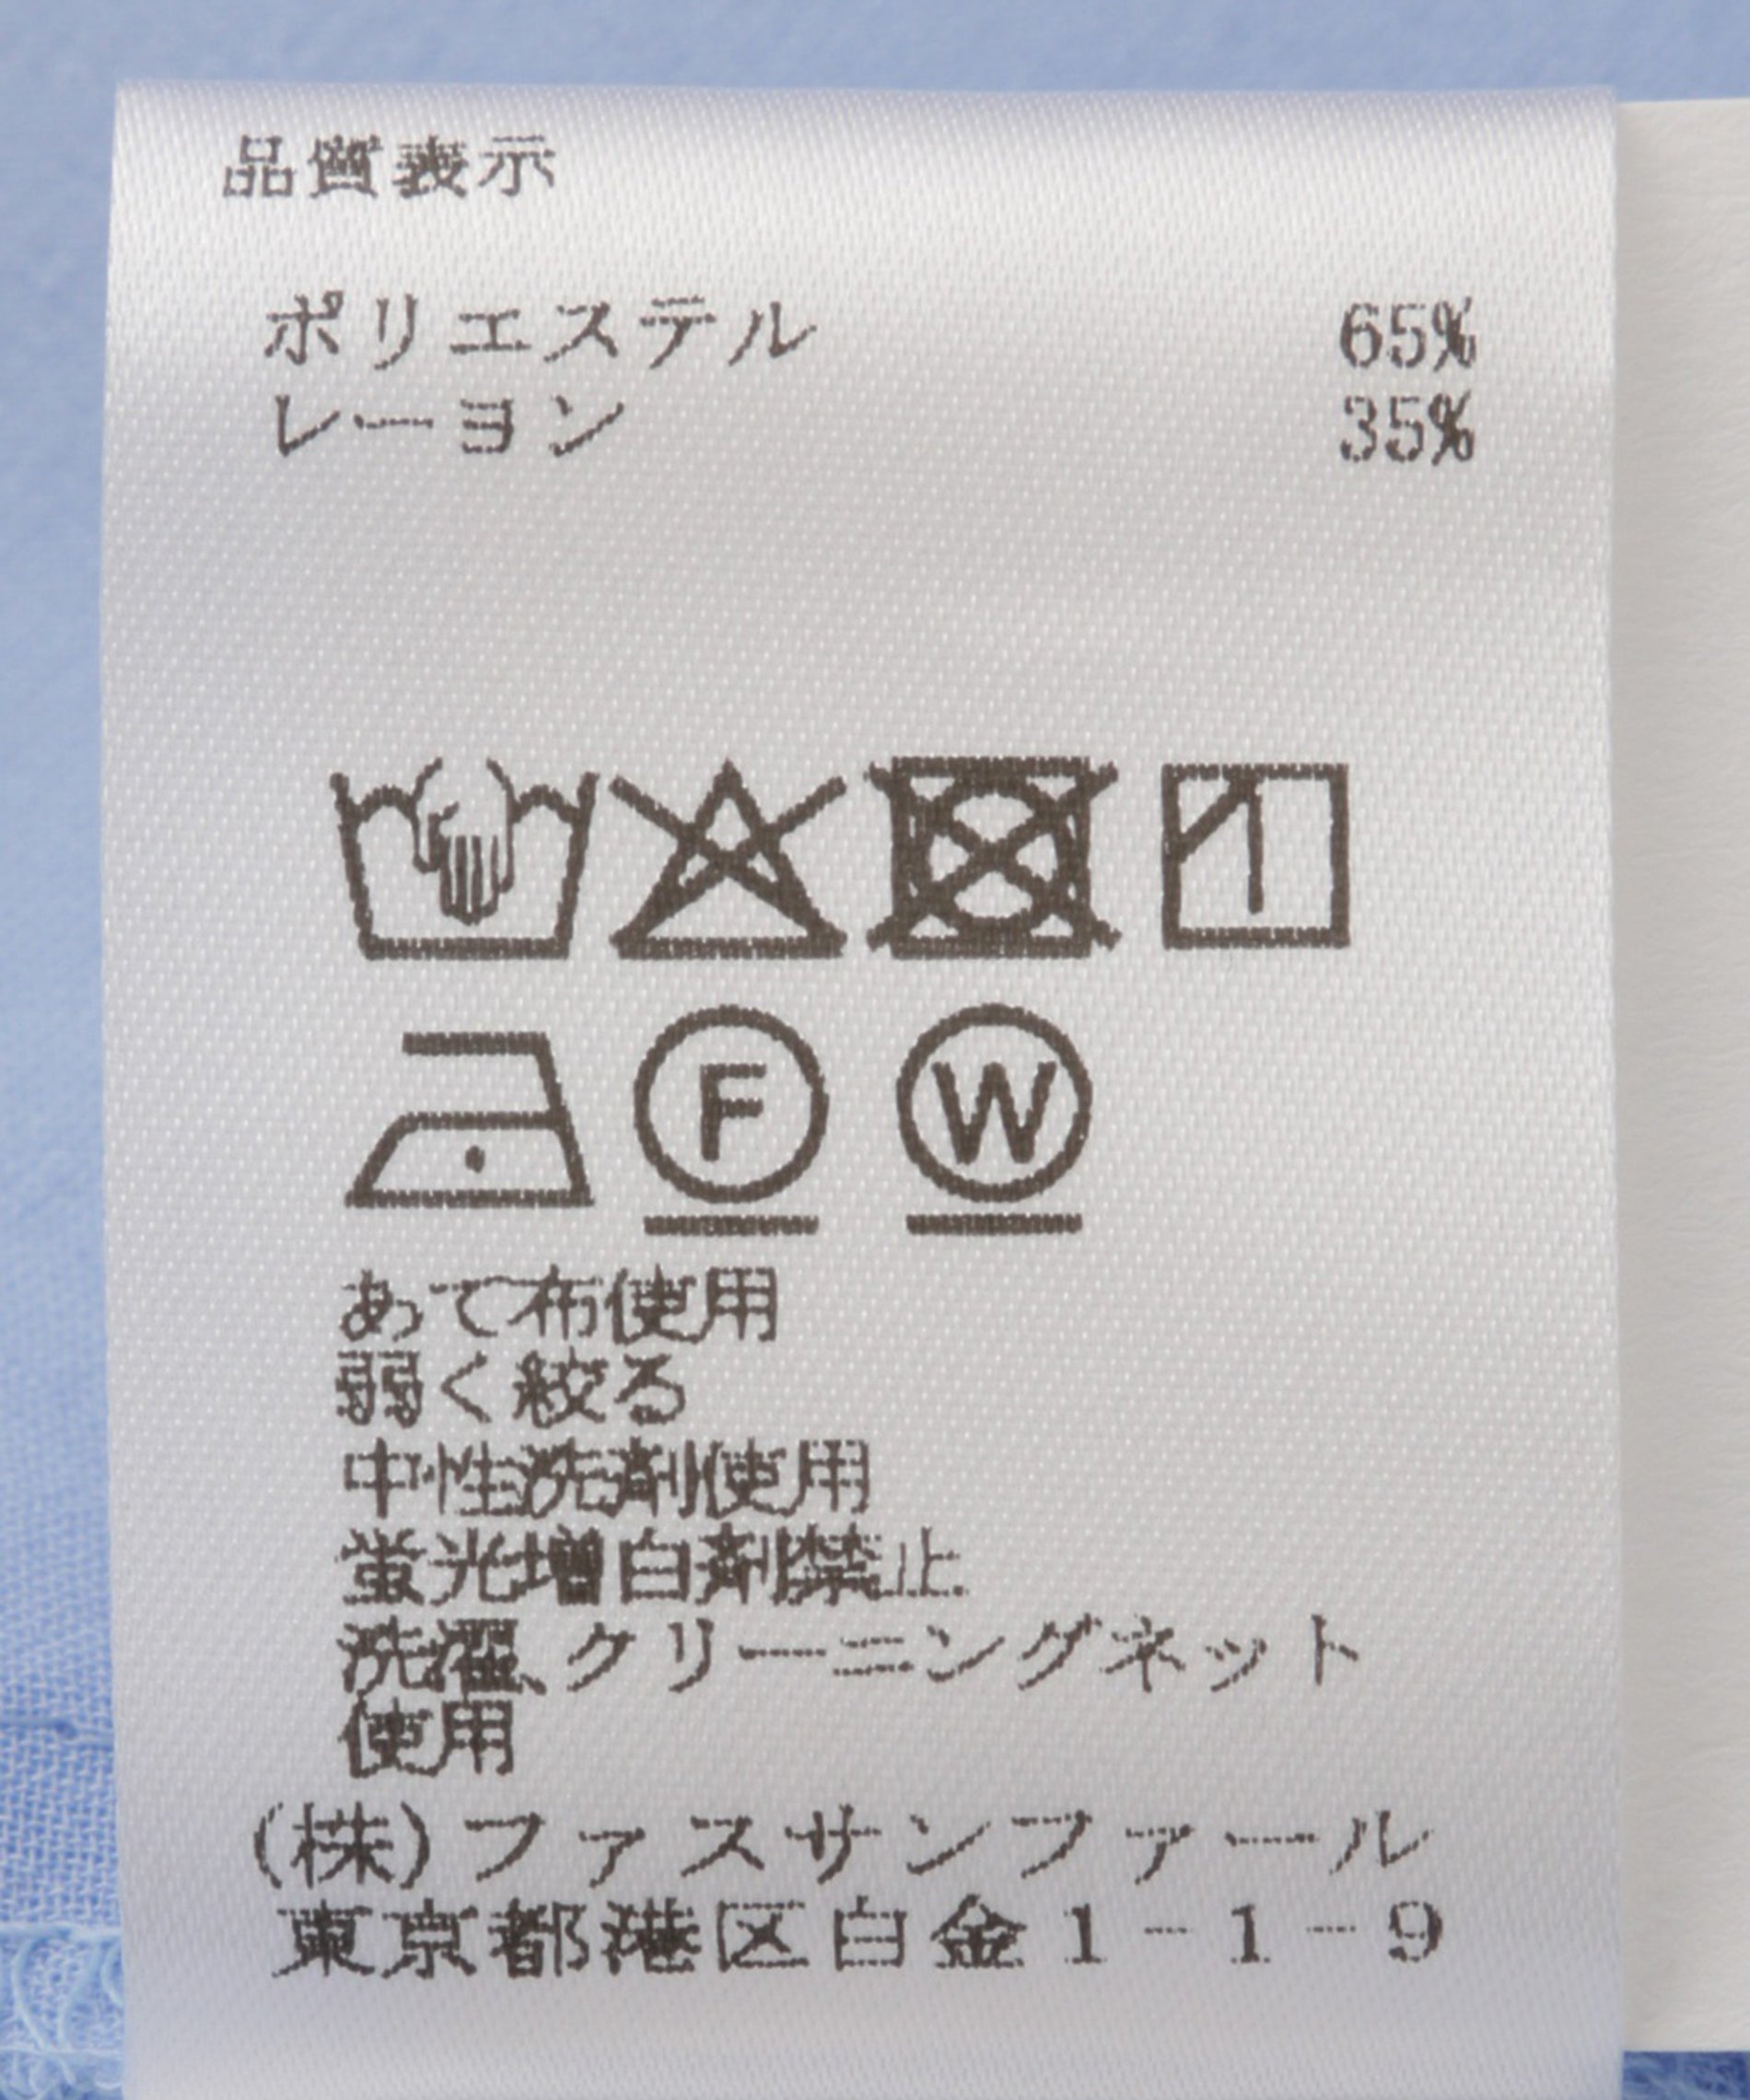 品質表示
ポリエステル 65%
レーヨン 35%
F W
あて布使用
弱く絞る
中性洗剤使用
蛍光増白剤禁止
洗濯、クリーニングネット
使用
(株)ファスサンファール
東京都港区白金1-1-9